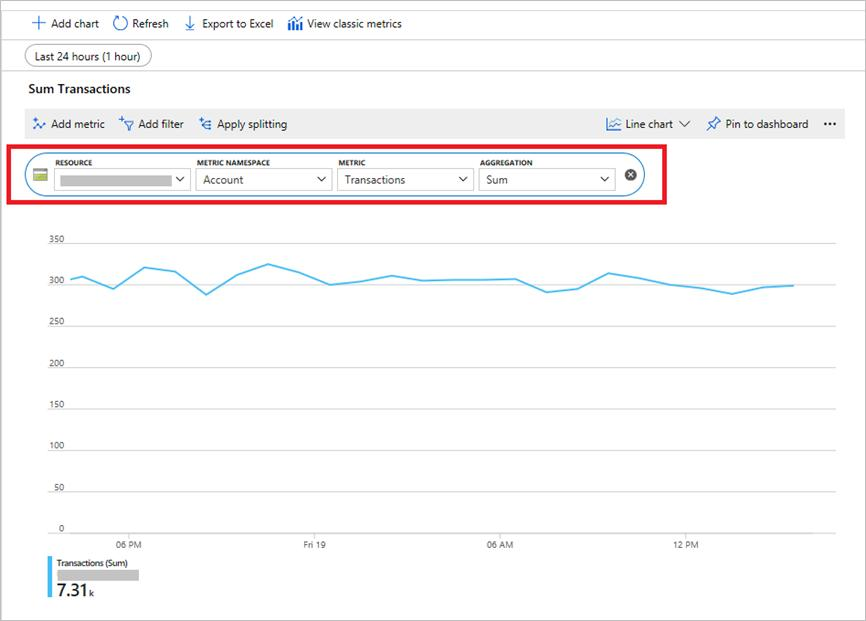 Add chart Refresh Export to Excel View classic metrics
Last 24 hours (1 hour)
Sum Transactions
Add metric Add filter Apply splitting Line chart Pin to dashboard
RESOURCE METRIC NAMESPACE METRIC AGGREGATION
Account Transactions Sum
350
300
250
200
150
100
50
0
06 PM Fri 19 06 AM 12 PM
Transactions (Sum)
7.31 k